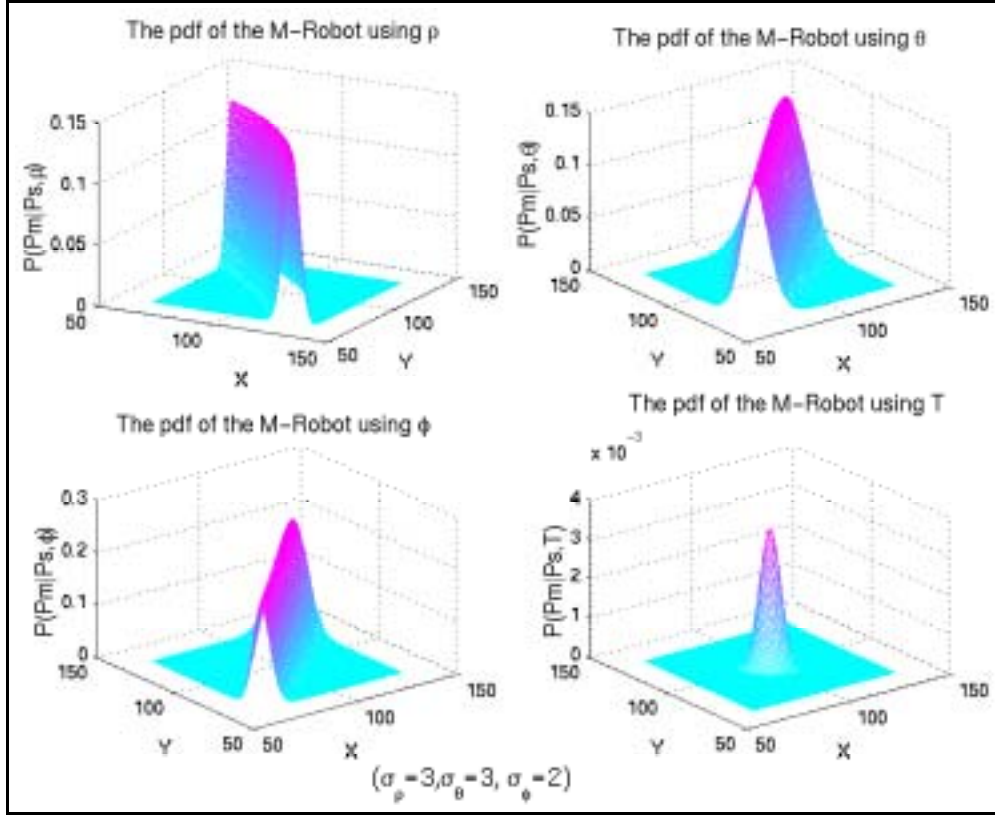 The pdf of the M-Robot using ρ
P(Pm|Ps,ρ)
0.15
0.1
0.05
0
50
100
150
X
50
100
150
Y
The pdf of the M-Robot using θ
P(Pm|Ps,θ)
0.15
0.1
0.05
0
150
100
50
Y
50
100
150
X
The pdf of the M-Robot using ϕ
P(Pm|Ps,ϕ)
0.3
0.2
0.1
0
150
100
50
Y
50
100
150
X
The pdf of the M-Robot using T
x 10⁻³
P(Pm|Ps,T)
4
3
2
1
0
150
100
50
Y
50
100
150
X
(σ_ρ=3,σ_θ=3, σ_ϕ=2)